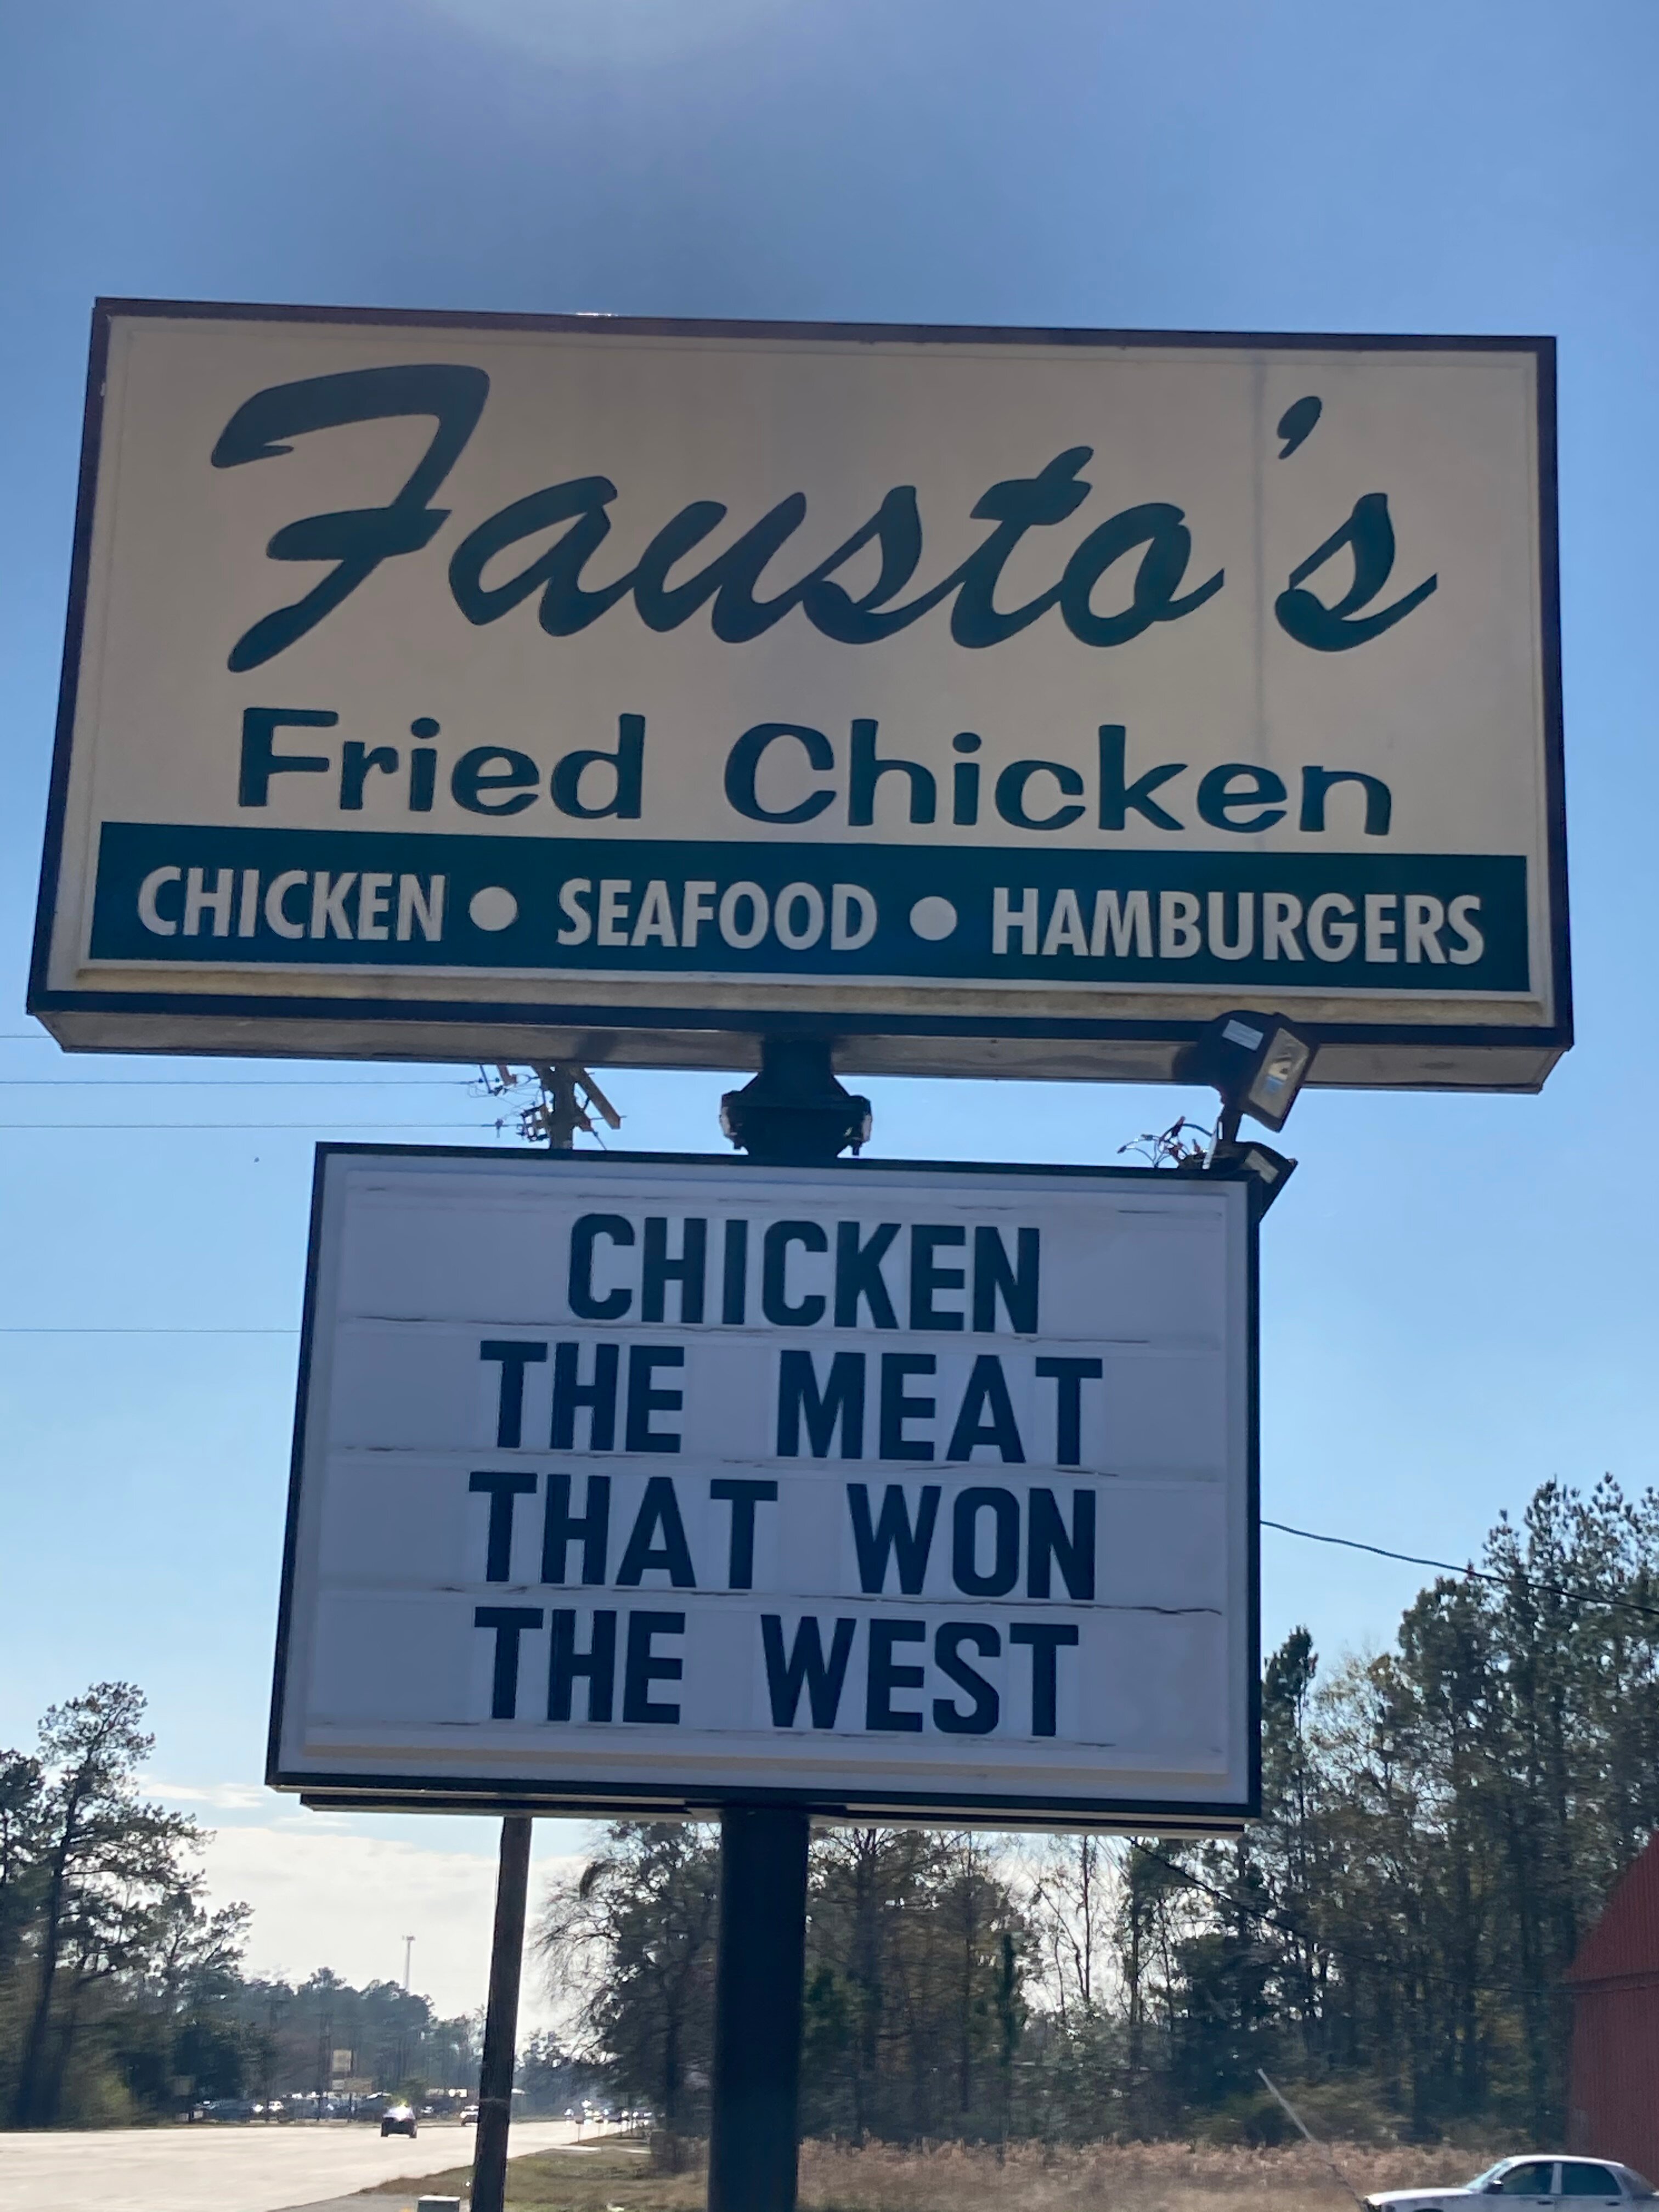 Fausto's
Fried Chicken
CHICKEN • SEAFOOD • HAMBURGERS
CHICKEN
THE MEAT
THAT WON
THE WEST